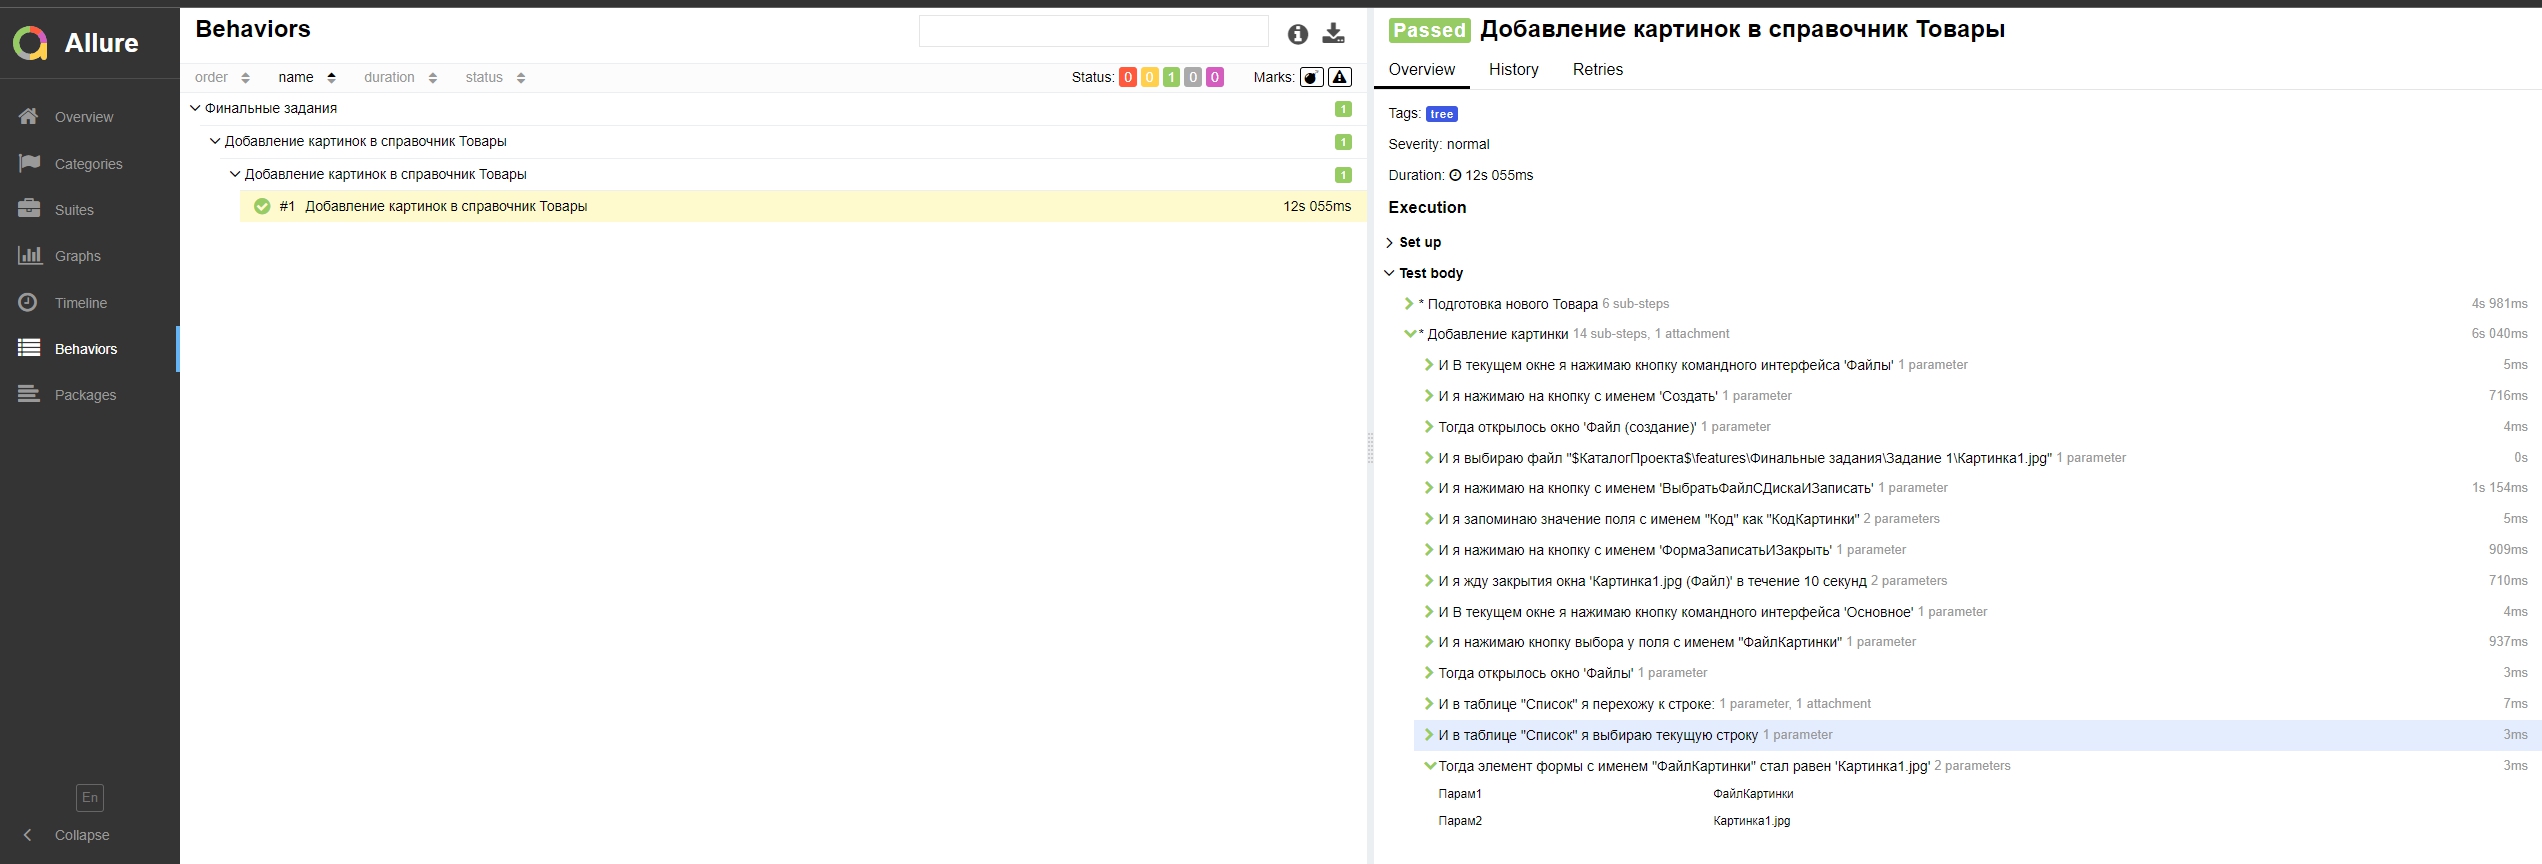 Allure
Overview
Categories
Suites
Graphs
Timeline
Behaviors
Packages
En
Collapse
Behaviors
order name duration status Status: 0 0 1 0 0 Marks:
Финальные задания 1
Добавление картинок в справочник Товары 1
Добавление картинок в справочник Товары 1
#1 Добавление картинок в справочник Товары 12s 055ms
Passed Добавление картинок в справочник Товары
Overview History Retries
Tags: tree
Severity: normal
Duration: 12s 055ms
Execution
Set up
Test body
* Подготовка нового Товара 6 sub-steps 4s 981ms
* Добавление картинки 14 sub-steps, 1 attachment 6s 040ms
И В текущем окне я нажимаю кнопку командного интерфейса 'Файлы' 1 parameter 5ms
И я нажимаю на кнопку с именем 'Создать' 1 parameter 716ms
Тогда открылось окно 'Файл (создание)' 1 parameter 4ms
И я выбираю файл "$КаталогПроекта$\features\Финальные задания\Задание 1\Картинка1.jpg" 1 parameter 0s
И я нажимаю на кнопку с именем 'ВыбратьФайлСДискаИЗаписать' 1 parameter 1s 154ms
И я запоминаю значение поля с именем "Код" как "КодКартинки" 2 parameters 5ms
И я нажимаю на кнопку с именем 'ФормаЗаписатьИЗакрыть' 1 parameter 909ms
И я жду закрытия окна 'Картинка1.jpg (Файл)' в течение 10 секунд 2 parameters 710ms
И В текущем окне я нажимаю кнопку командного интерфейса 'Основное' 1 parameter 4ms
И я нажимаю кнопку выбора у поля с именем "ФайлКартинки" 1 parameter 937ms
Тогда открылось окно 'Файлы' 1 parameter 3ms
И в таблице "Список" я перехожу к строке: 1 parameter, 1 attachment 7ms
И в таблице "Список" я выбираю текущую строку 1 parameter 3ms
Тогда элемент формы с именем "ФайлКартинки" стал равен 'Картинка1.jpg' 2 parameters 3ms
Парам1 ФайлКартинки
Парам2 Картинка1.jpg